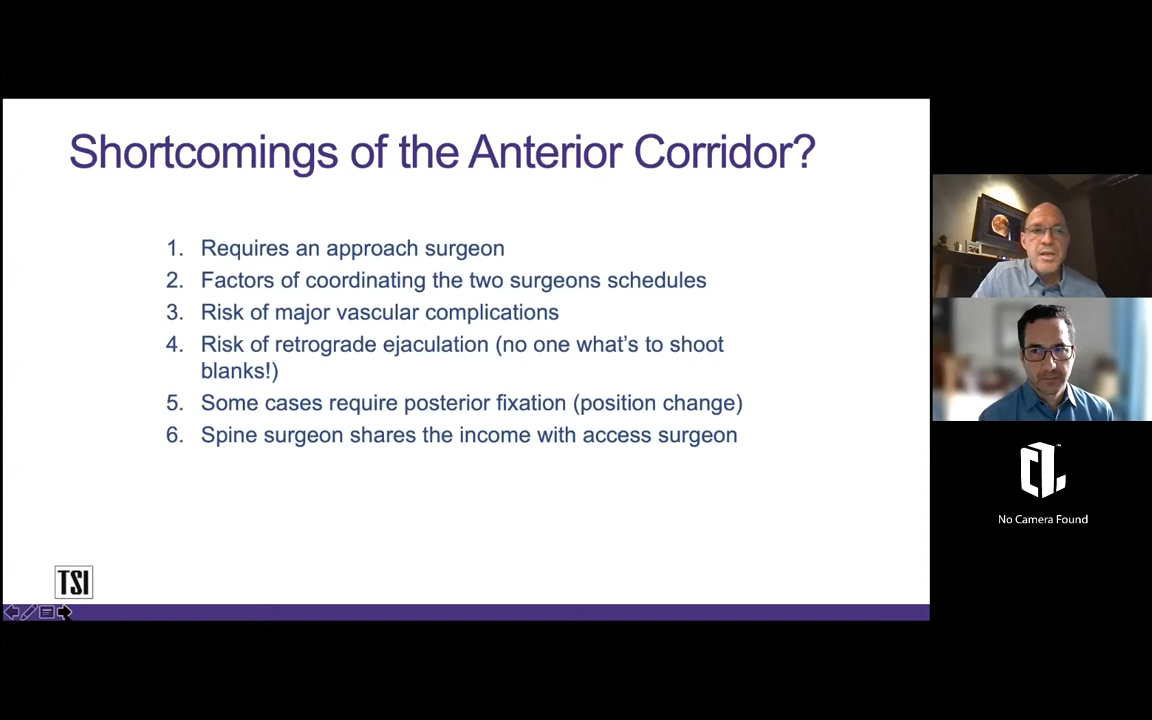 Shortcomings of the Anterior Corridor?
1. Requires an approach surgeon
2. Factors of coordinating the two surgeons schedules
3. Risk of major vascular complications
4. Risk of retrograde ejaculation (no one what's to shoot
blanks!)
5. Some cases require posterior fixation (position change)
6. Spine surgeon shares the income with access surgeon
TSI
No Camera Found